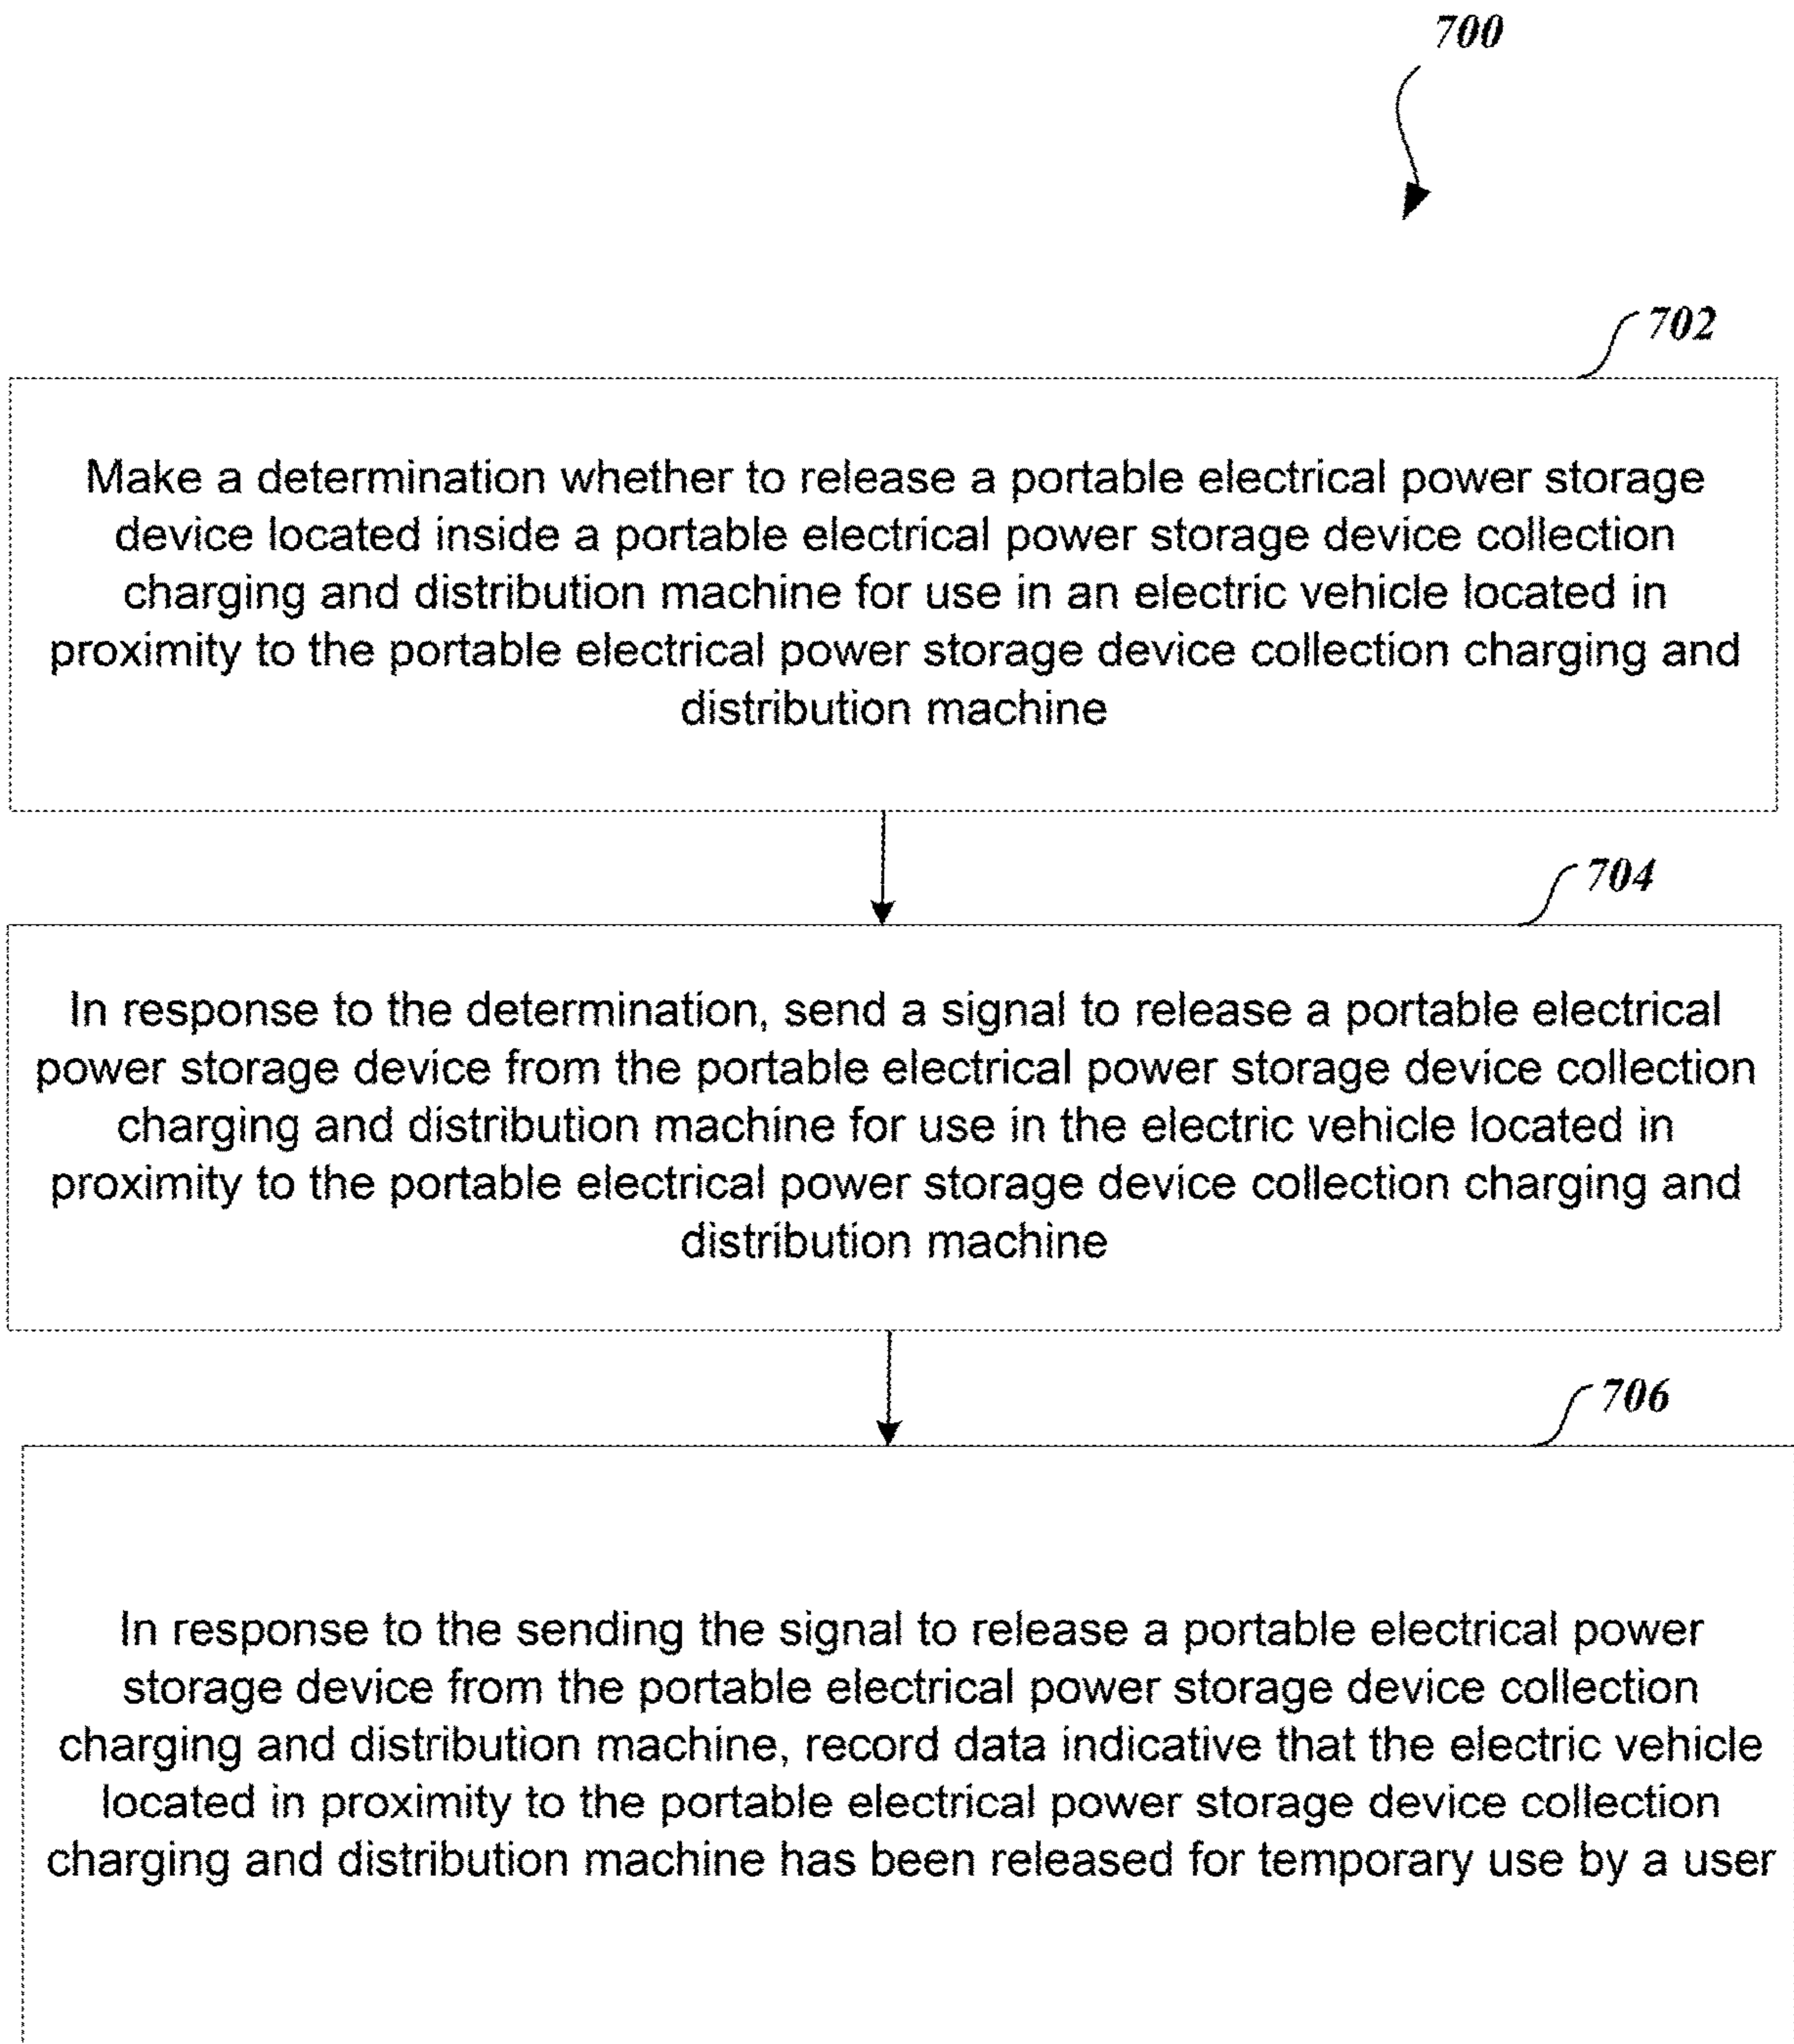 700
702
Make a determination whether to release a portable electrical power storage
device located inside a portable electrical power storage device collection
charging and distribution machine for use in an electric vehicle located in
proximity to the portable electrical power storage device collection charging and
distribution machine
704
In response to the determination, send a signal to release a portable electrical
power storage device from the portable electrical power storage device collection
charging and distribution machine for use in the electric vehicle located in
proximity to the portable electrical power storage device collection charging and
distribution machine
706
In response to the sending the signal to release a portable electrical power
storage device from the portable electrical power storage device collection
charging and distribution machine, record data indicative that the electric vehicle
located in proximity to the portable electrical power storage device collection
charging and distribution machine has been released for temporary use by a user